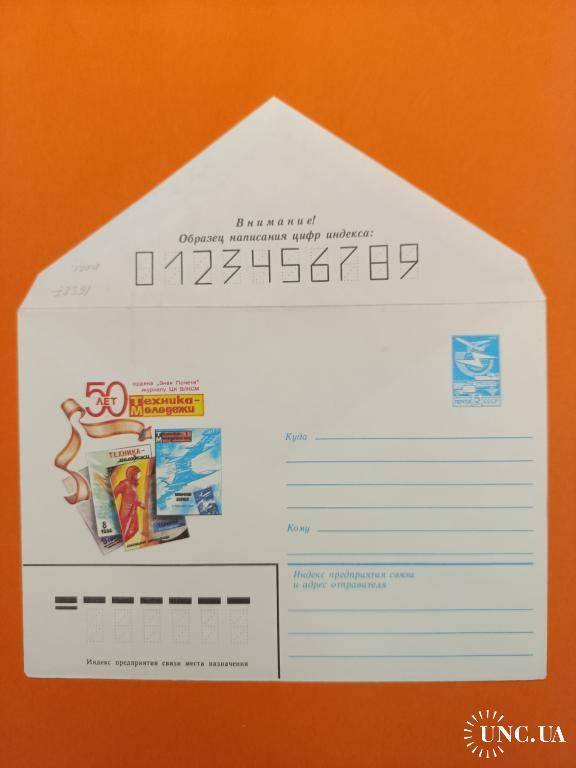 Внимание!
Образец написания цифр индекса:
0123456789
50 ЛЕТ
ордена „Знак Почета“
журналу ЦК ВЛКСМ
Техника-
Молодежи
ТЕХНИКА-
молодежи
8
ПОЧТА 5 СССР
Куда
Кому
Индекс предприятия связи
и адрес отправителя
Индекс предприятия связи места назначения
UNC.UA